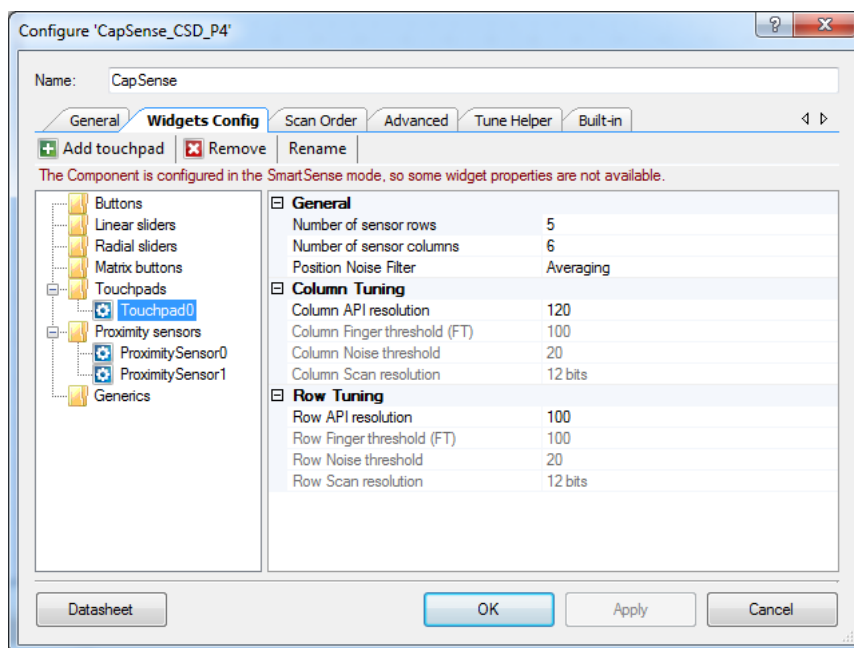 Configure 'CapSense_CSD_P4'
Name: CapSense
General Widgets Config Scan Order Advanced Tune Helper Built-in
Add touchpad Remove Rename
The Component is configured in the SmartSense mode, so some widget properties are not available.
Buttons
Linear sliders
Radial sliders
Matrix buttons
Touchpads
Touchpad0
Proximity sensors
ProximitySensor0
ProximitySensor1
Generics
General
Number of sensor rows 5
Number of sensor columns 6
Position Noise Filter Averaging
Column Tuning
Column API resolution 120
Column Finger threshold (FT) 100
Column Noise threshold 20
Column Scan resolution 12 bits
Row Tuning
Row API resolution 100
Row Finger threshold (FT) 100
Row Noise threshold 20
Row Scan resolution 12 bits
Datasheet OK Apply Cancel